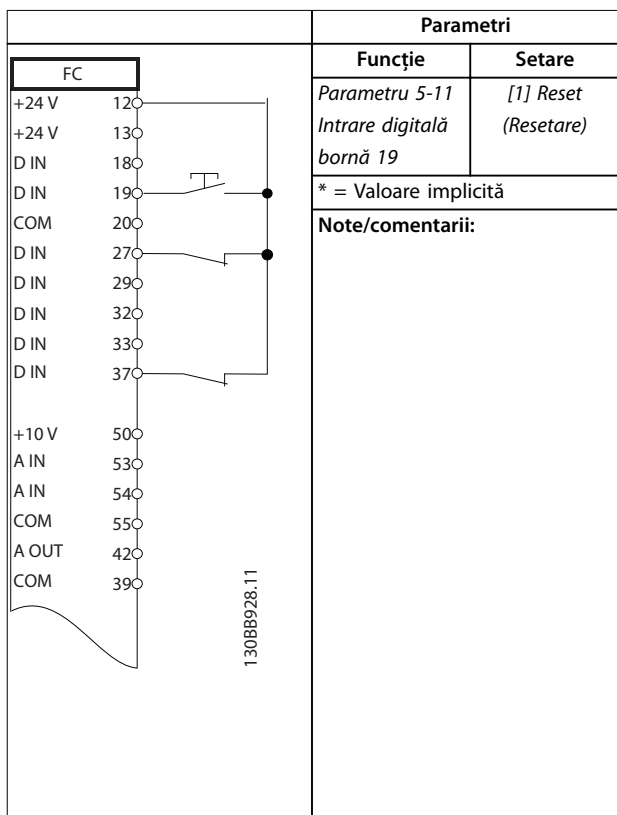 Parametri
Funcție Setare
Parametru 5-11 [1] Reset
Intrare digitală (Resetare)
bornă 19
* = Valoare implicită
Note/comentarii:
FC
+24 V 12
+24 V 13
D IN 18
D IN 19
COM 20
D IN 27
D IN 29
D IN 32
D IN 33
D IN 37
+10 V 50
A IN 53
A IN 54
COM 55
A OUT 42
COM 39
130BB928.11